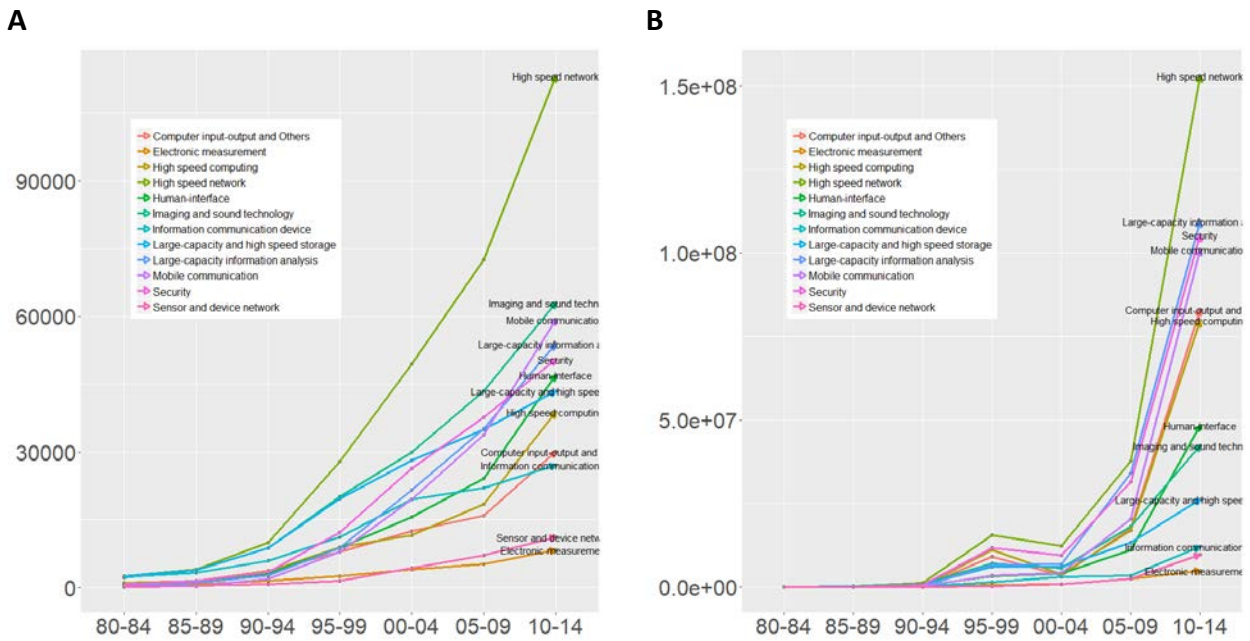 A
B
High speed network
Computer input-output and Others
Electronic measurement
High speed computing
High speed network
Human-interface
Imaging and sound technology
Information communication device
Large-capacity and high speed storage
Large-capacity information analysis
Mobile communication
Security
Sensor and device network
90000
60000
30000
0
Imaging and sound techn
Mobile communicatio
Large-capacity information a
Security
Human-interface
Large-capacity and high spee
High speed computin
Computer input-output and
Information communication
Sensor and device netw
Electronic measureme
80-84 85-89 90-94 95-99 00-04 05-09 10-14
1.5e+08
High speed network
Computer input-output and Others
Electronic measurement
High speed computing
High speed network
Human-interface
Imaging and sound technology
Information communication device
Large-capacity and high speed storage
Large-capacity information analysis
Mobile communication
Security
Sensor and device network
1.0e+08
5.0e+07
0.0e+00
Large-capacity information a
Security
Mobile communicatio
Computer input-output and
High speed computin
Human-interface
Imaging and sound techn
Large-capacity and high spee
Information communication
Electronic measureme
80-84 85-89 90-94 95-99 00-04 05-09 10-14